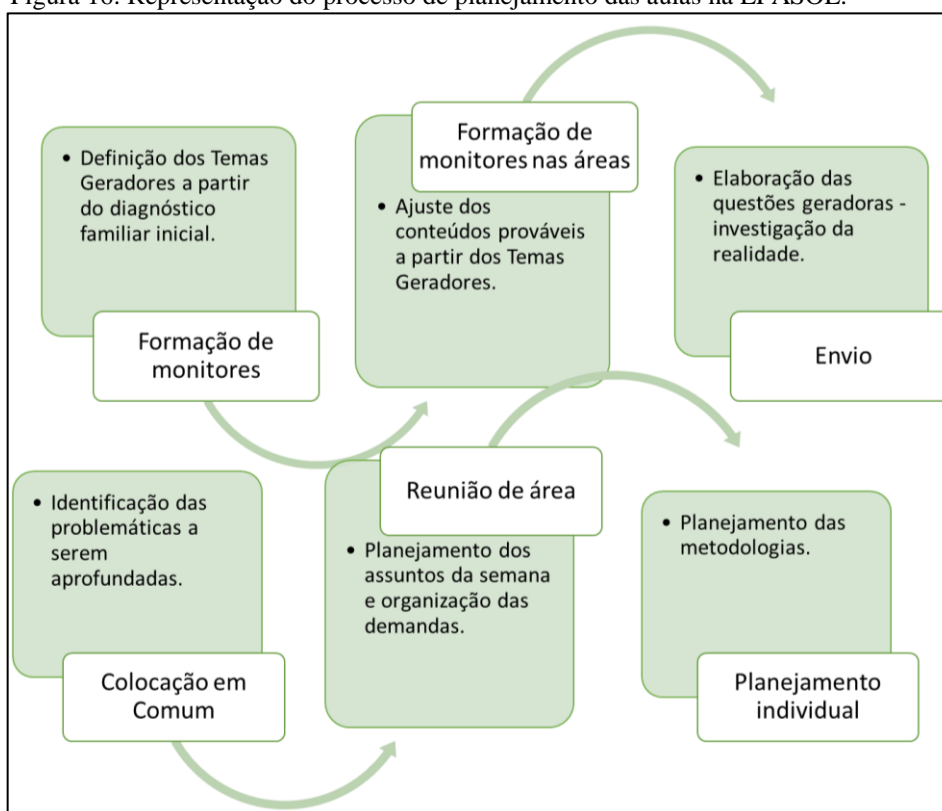 Figura 16. Representação do processo de planejamento das aulas na EFASOL.
• Definição dos Temas
Geradores a partir
do diagnóstico
familiar inicial.
Formação de
monitores
Formação de
monitores nas áreas
• Ajuste dos
conteúdos prováveis
a partir dos Temas
Geradores.
• Elaboração das
questões geradoras -
investigação da
realidade.
Envio
• Identificação das
problemáticas a
serem
aprofundadas.
Colocação em
Comum
Reunião de área
• Planejamento dos
assuntos da semana
e organização das
demandas.
• Planejamento das
metodologias.
Planejamento
individual